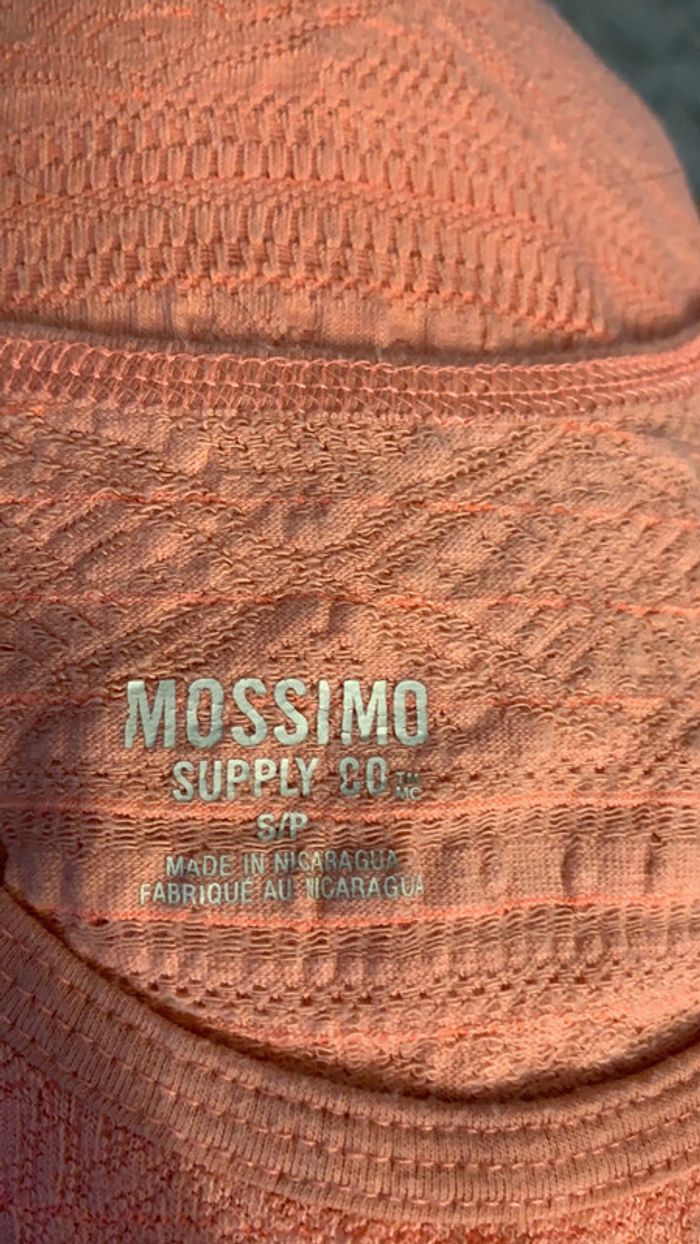 MOSSIMO
SUPPLY CO ™ MC
S/P
MADE IN NICARAGUA
FABRIQUÉ AU NICARAGUA